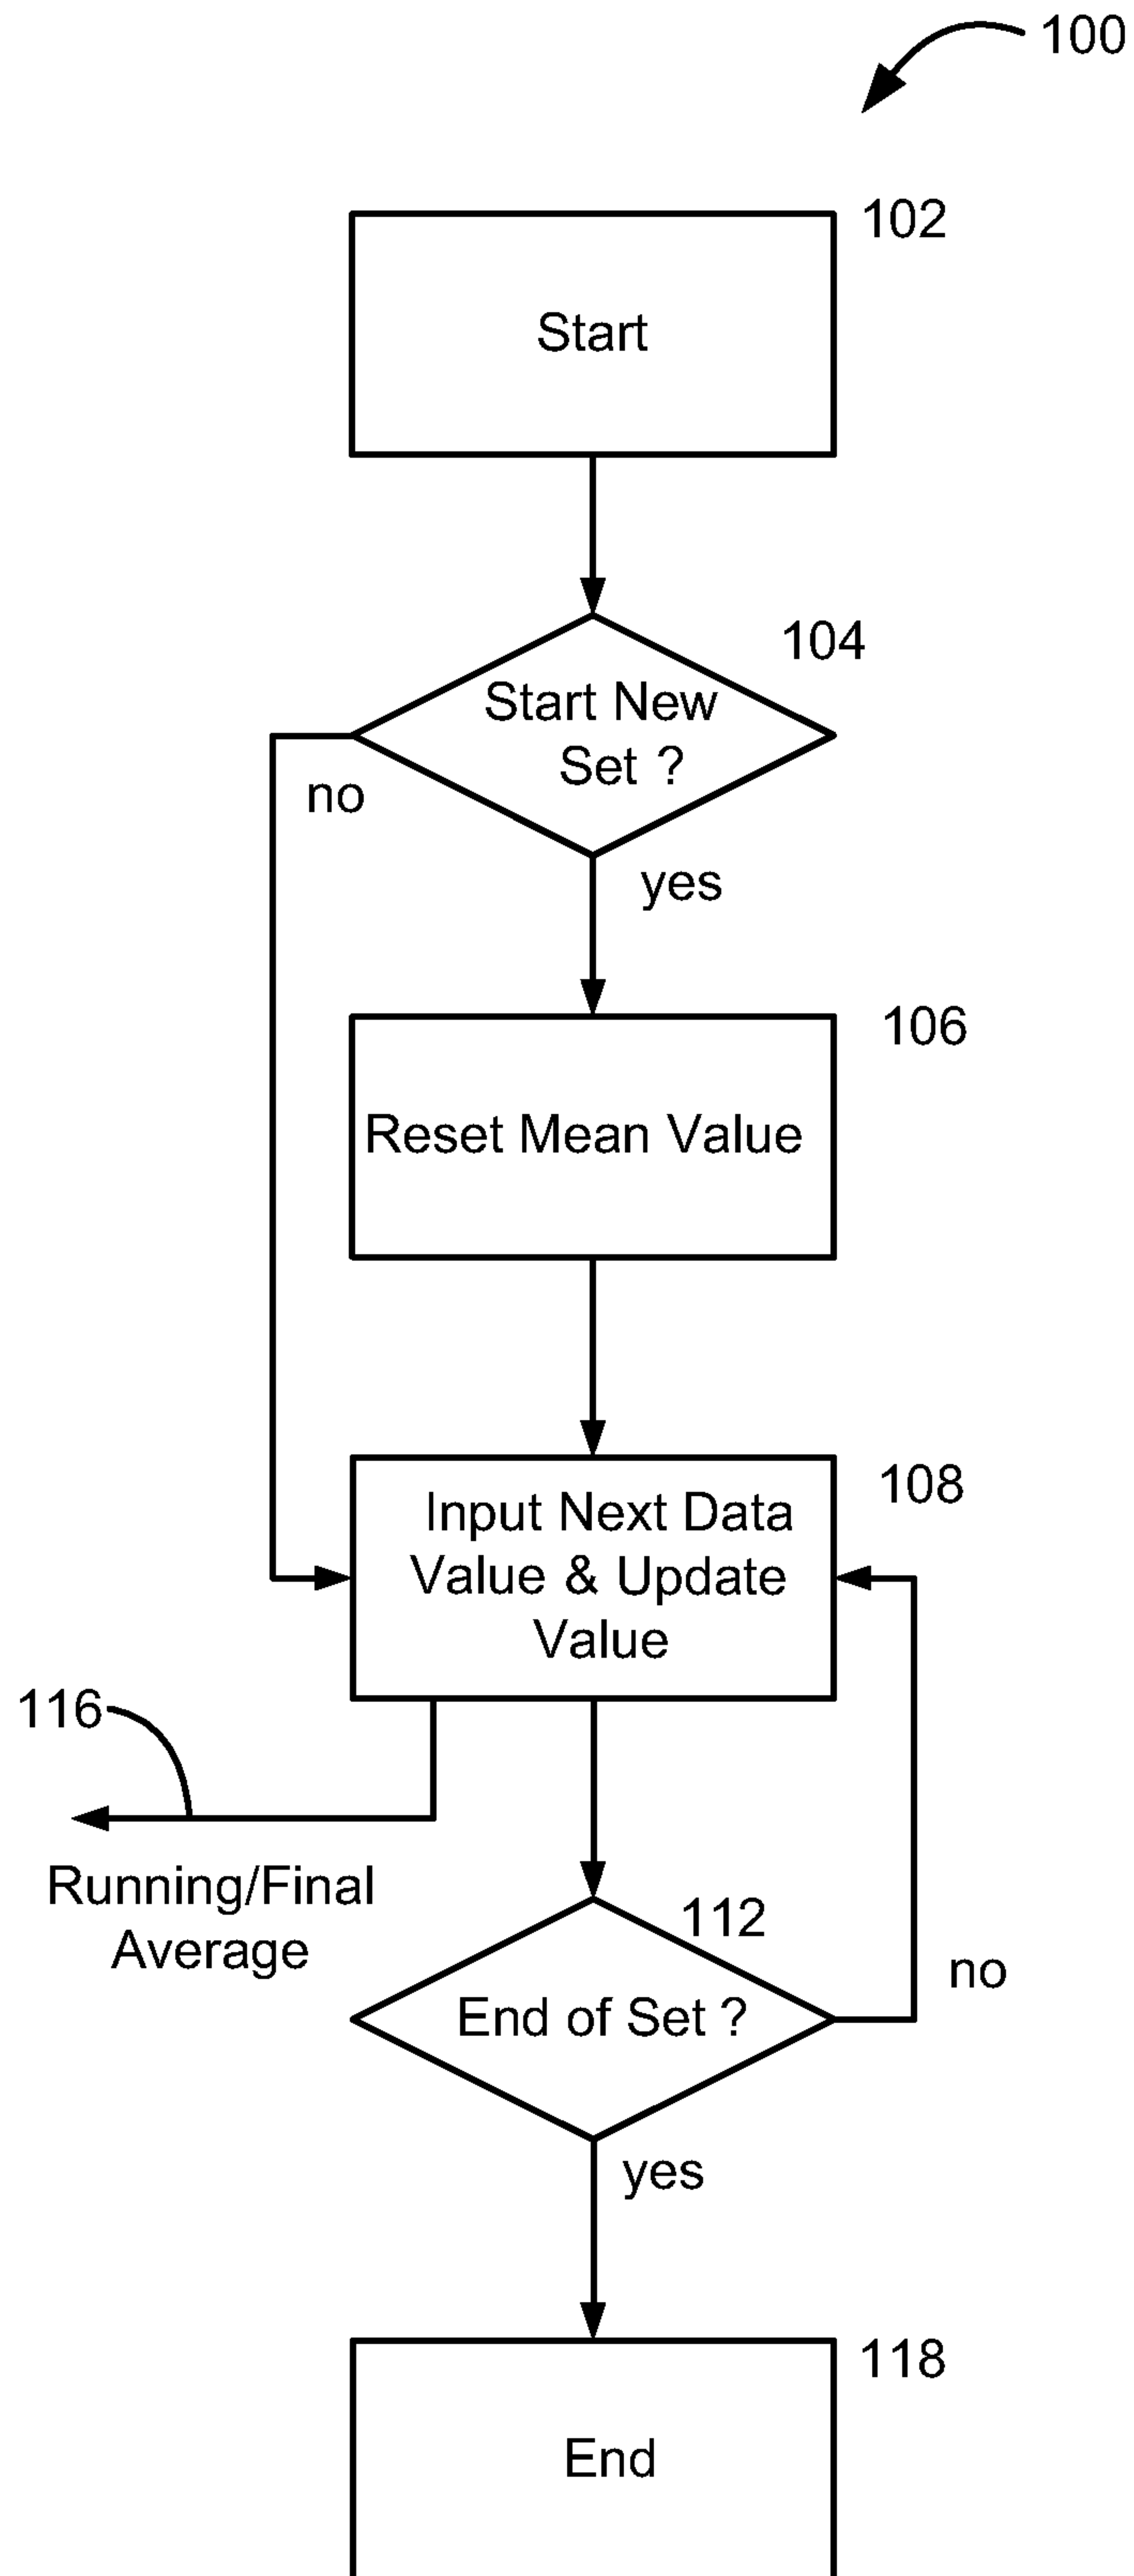 100
102
Start
104
Start New
Set ?
no
yes
106
Reset Mean Value
108
Input Next Data
Value & Update
Value
116
Running/Final
Average
112
End of Set ?
no
yes
118
End